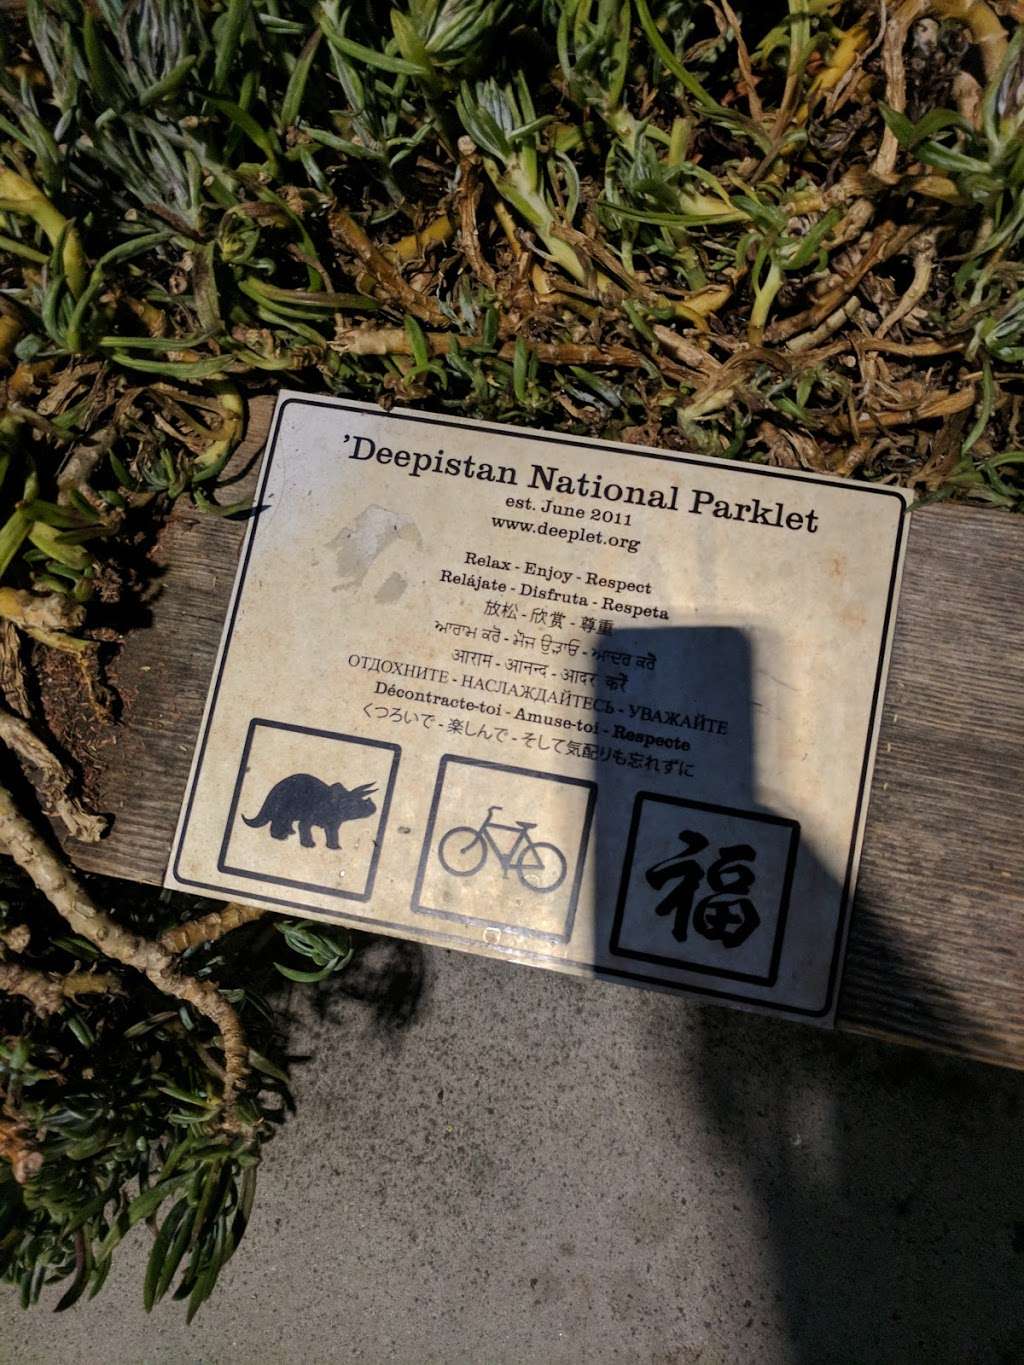 'Deepistan National Parklet
est. June 2011
www.deeplet.org
Relax - Enjoy - Respect
Relájate - Disfruta - Respeta
放松 - 欣赏 - 尊重
ਆਰਾਮ ਕਰੋ - ਮੌਜ ਉੜਾਓ - ਆਦਰ ਕਰੋ
आराम - आनन्द - आदर करें
ОТДОХНИТЕ - НАСЛАЖДАЙТЕСЬ - УВАЖАЙТЕ
Décontracte-toi - Amuse-toi - Respecte
くつろいで - 楽しんで - そして気配りも忘れずに
福